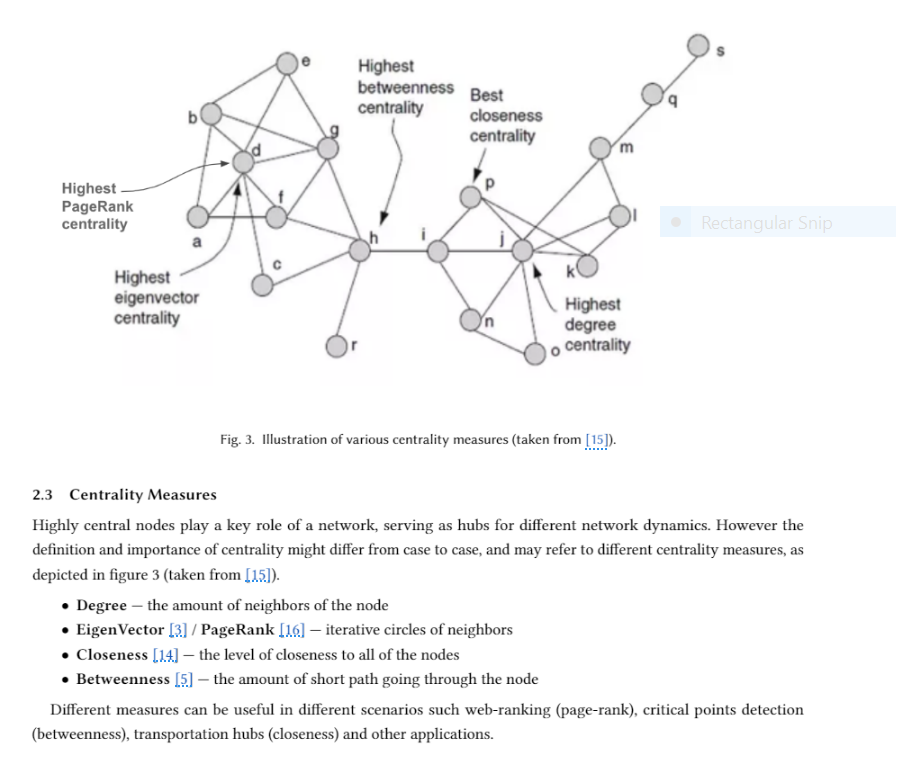 e
s
Highest
betweenness
centrality
Best
closeness
centrality
q
b
g
d
m
Highest
PageRank
centrality
p
f
l
Rectangular Snip
a
h
i
j
c
k
Highest
eigenvector
centrality
Highest
degree
centrality
n
r
o
Fig. 3. Illustration of various centrality measures (taken from [15]).
2.3 Centrality Measures
Highly central nodes play a key role of a network, serving as hubs for different network dynamics. However the
definition and importance of centrality might differ from case to case, and may refer to different centrality measures, as
depicted in figure 3 (taken from [15]).
• Degree — the amount of neighbors of the node
• EigenVector [3] / PageRank [16] — iterative circles of neighbors
• Closeness [14] — the level of closeness to all of the nodes
• Betweenness [5] — the amount of short path going through the node
Different measures can be useful in different scenarios such web-ranking (page-rank), critical points detection
(betweenness), transportation hubs (closeness) and other applications.